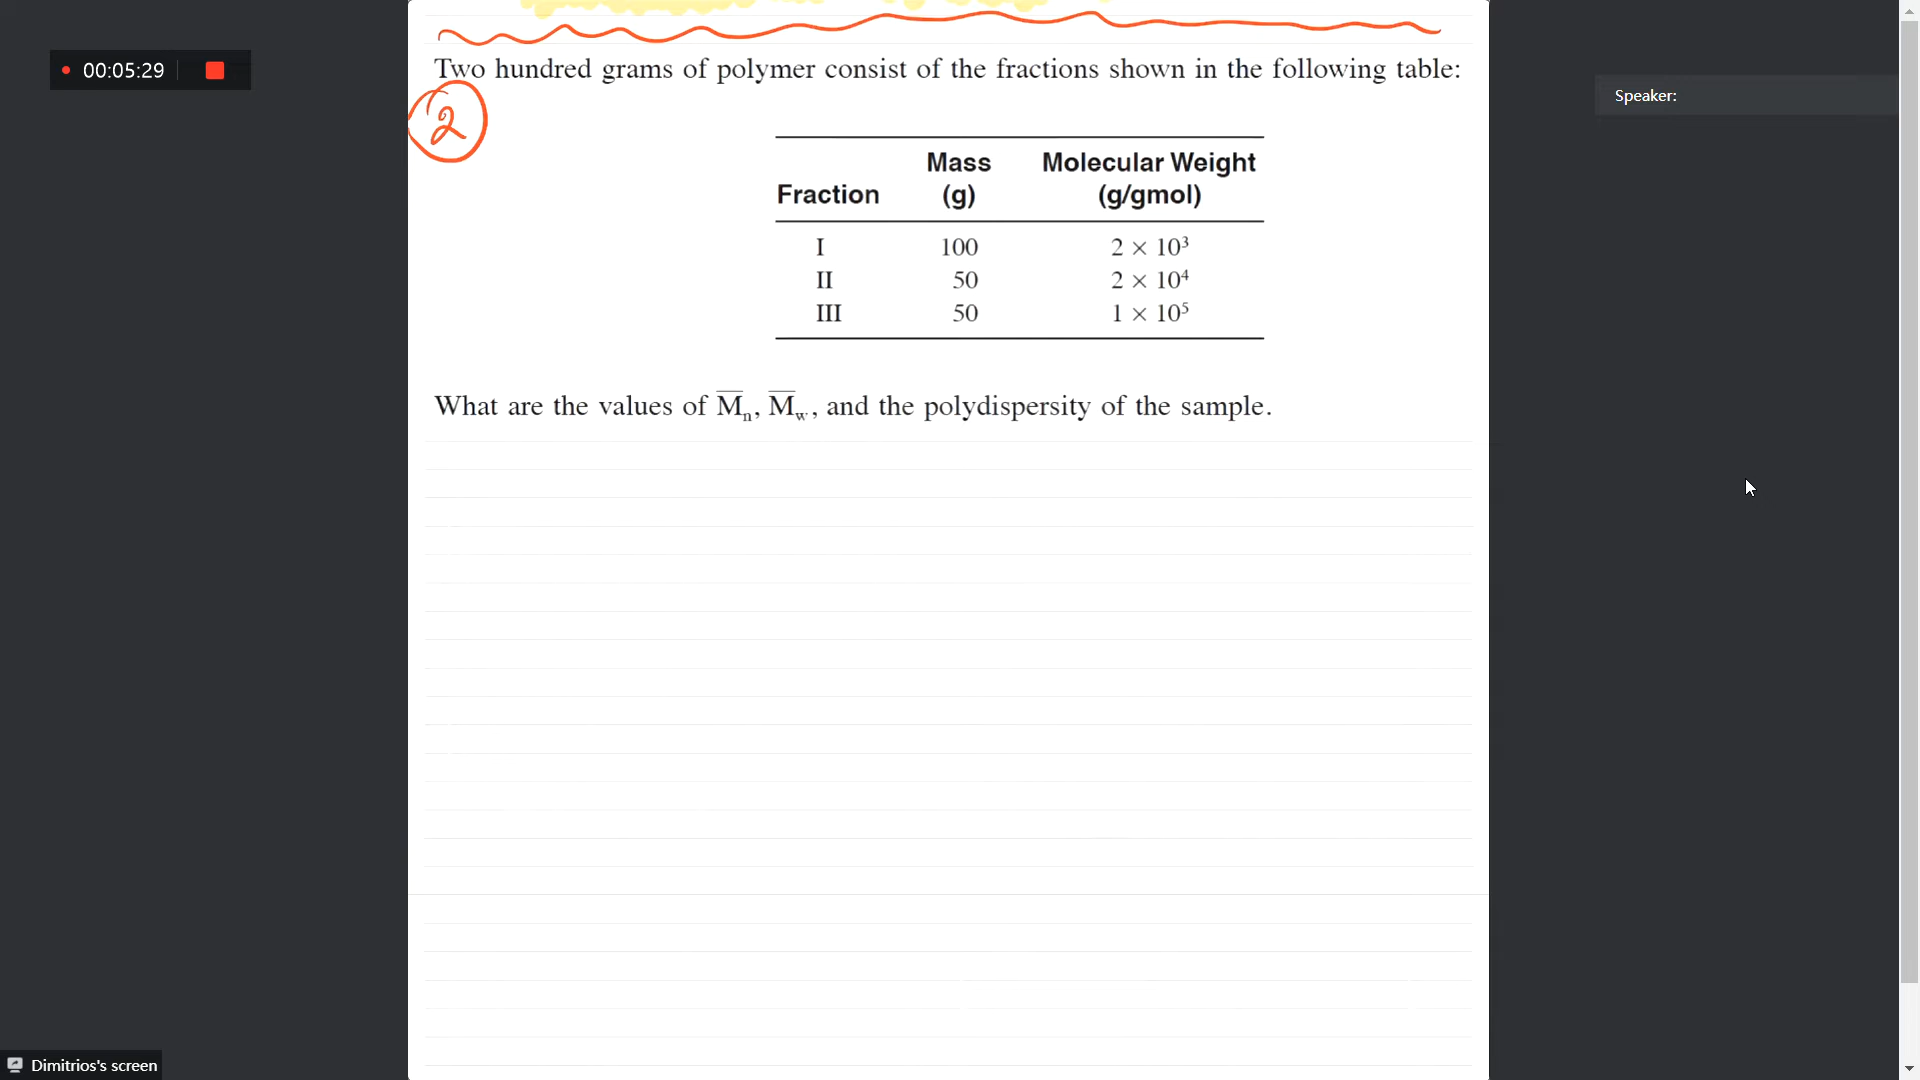 00:05:29
Speaker:
Two hundred grams of polymer consist of the fractions shown in the following table:
2
Mass Molecular Weight
Fraction (g) (g/gmol)
I 100 2 × 10³
II 50 2 × 10⁴
III 50 1 × 10⁵
What are the values of M̅ₙ, M̅w, and the polydispersity of the sample.
Dimitrios's screen